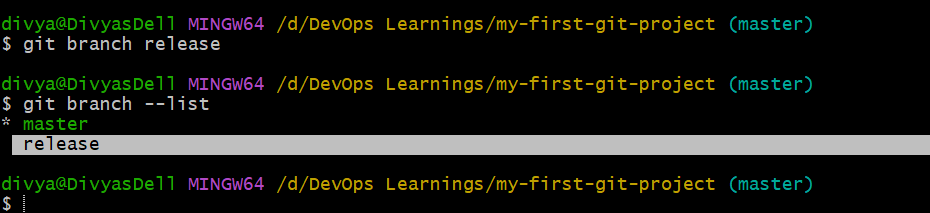 divya@DivyasDell MINGW64 /d/DevOps Learnings/my-first-git-project (master)
$ git branch release
divya@DivyasDell MINGW64 /d/DevOps Learnings/my-first-git-project (master)
$ git branch --list
* master
release
divya@DivyasDell MINGW64 /d/DevOps Learnings/my-first-git-project (master)
$